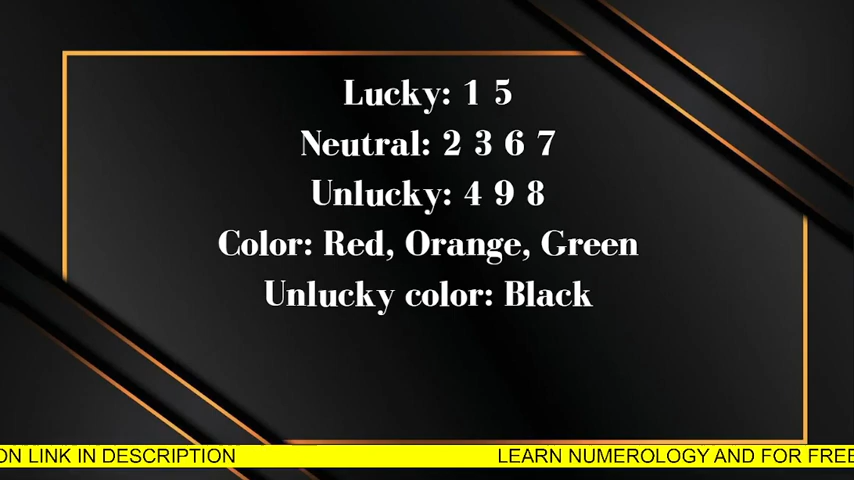 Lucky: 1 5
Neutral: 2 3 6 7
Unlucky: 4 9 8
Color: Red, Orange, Green
Unlucky color: Black
ON LINK IN DESCRIPTION LEARN NUMEROLOGY AND FOR FREE